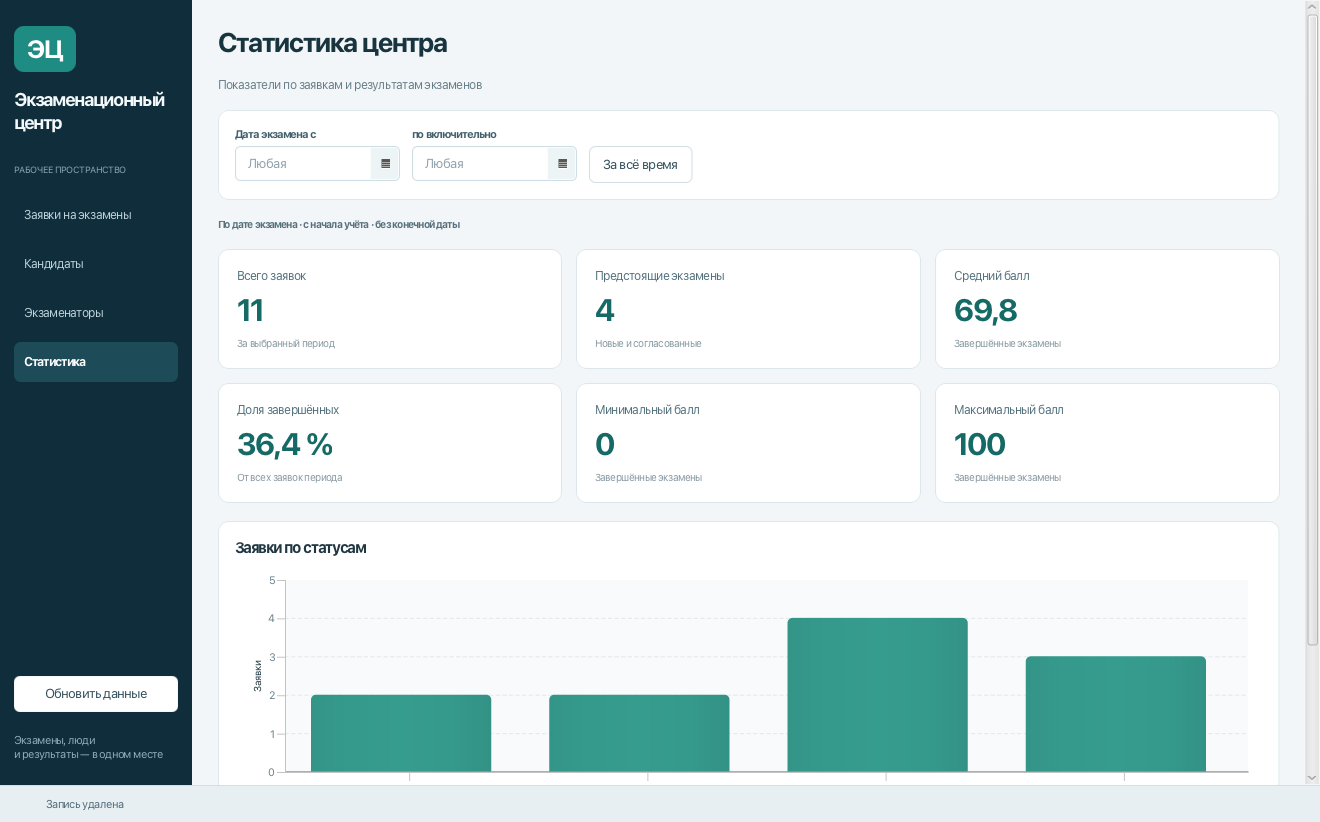 ЭЦ
Экзаменационный
центр
РАБОЧЕЕ ПРОСТРАНСТВО
Заявки на экзамены
Кандидаты
Экзаменаторы
Статистика
Обновить данные
Экзамены, люди
и результаты — в одном месте
Статистика центра
Показатели по заявкам и результатам экзаменов
Дата экзамена с
по включительно
Любая
Любая
За всё время
По дате экзамена · с начала учёта · без конечной даты
Всего заявок
11
За выбранный период
Предстоящие экзамены
4
Новые и согласованные
Средний балл
69,8
Завершённые экзамены
Доля завершённых
36,4 %
От всех заявок периода
Минимальный балл
0
Завершённые экзамены
Максимальный балл
100
Завершённые экзамены
Заявки по статусам
Заявки
5
4
3
2
1
0
Запись удалена